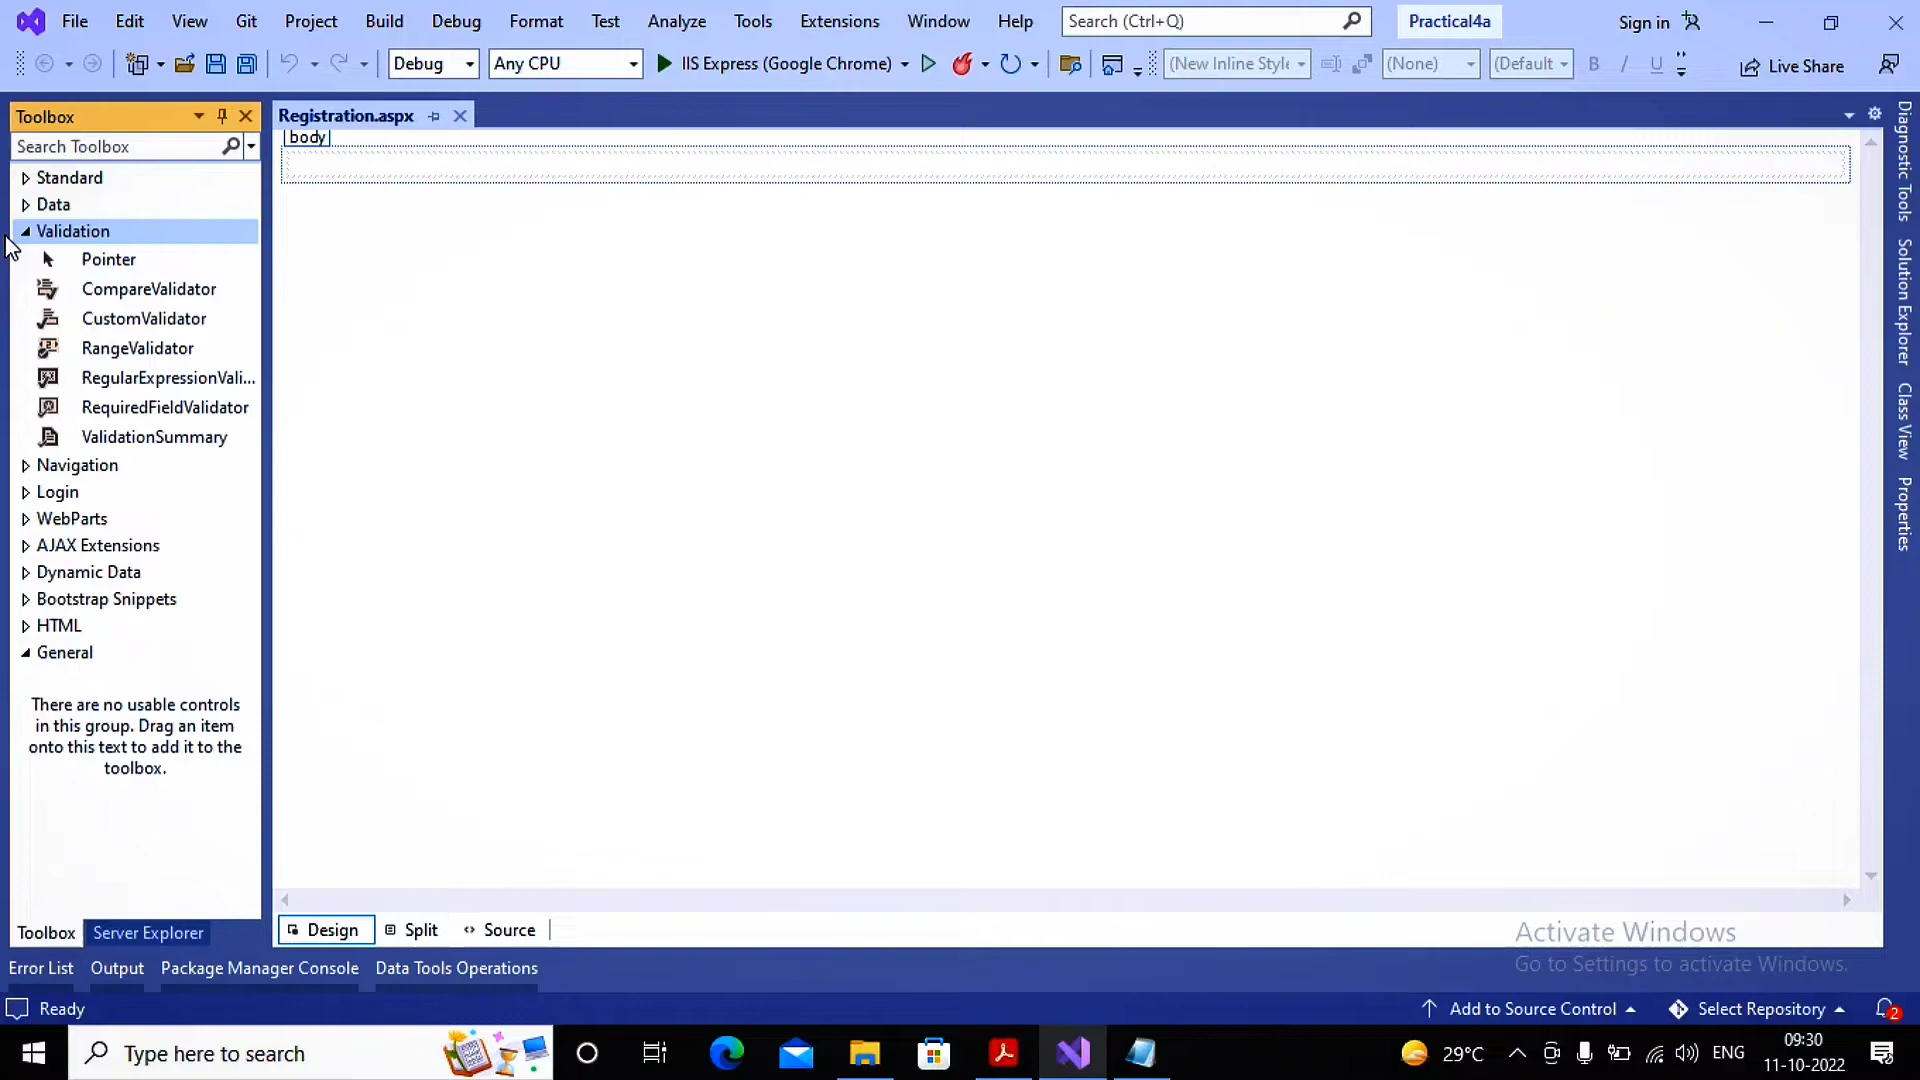 File Edit View Git Project Build Debug Format Test Analyze Tools Extensions Window Help Search (Ctrl+Q) Practical4a Sign in
Debug Any CPU IIS Express (Google Chrome) (New Inline Style (None) (Default B I U Live Share
Toolbox
Search Toolbox
Standard
Data
Validation
Pointer
CompareValidator
CustomValidator
RangeValidator
RegularExpressionVali...
RequiredFieldValidator
ValidationSummary
Navigation
Login
WebParts
AJAX Extensions
Dynamic Data
Bootstrap Snippets
HTML
General
There are no usable controls
in this group. Drag an item
onto this text to add it to the
toolbox.
Toolbox Server Explorer
Registration.aspx
body
Design Split Source
Diagnostic Tools
Solution Explorer
Class View
Properties
Activate Windows
Go to Settings to activate Windows.
Error List Output Package Manager Console Data Tools Operations
Ready Add to Source Control Select Repository 2
Type here to search 29°C ENG 09:30
11-10-2022